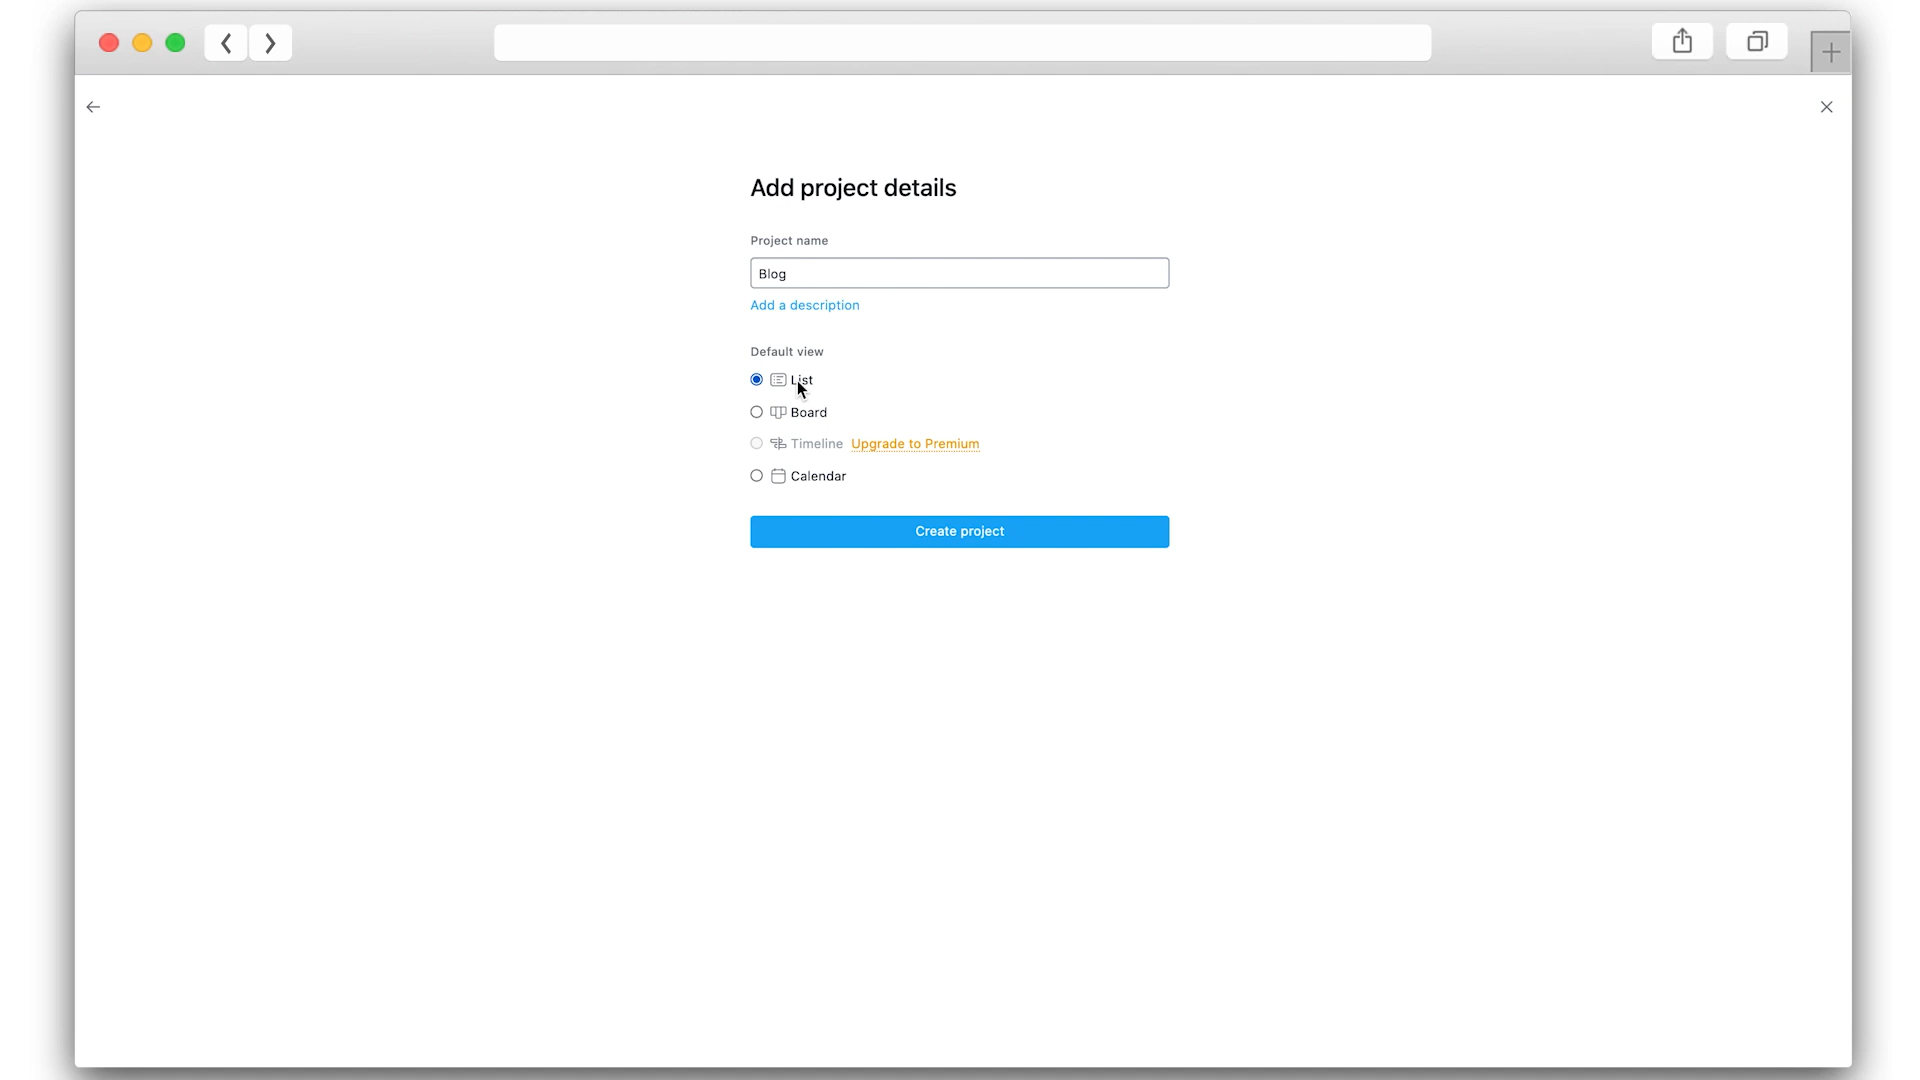 Add project details
Project name
Blog
Add a description
Default view
List
Board
Timeline Upgrade to Premium
Calendar
Create project